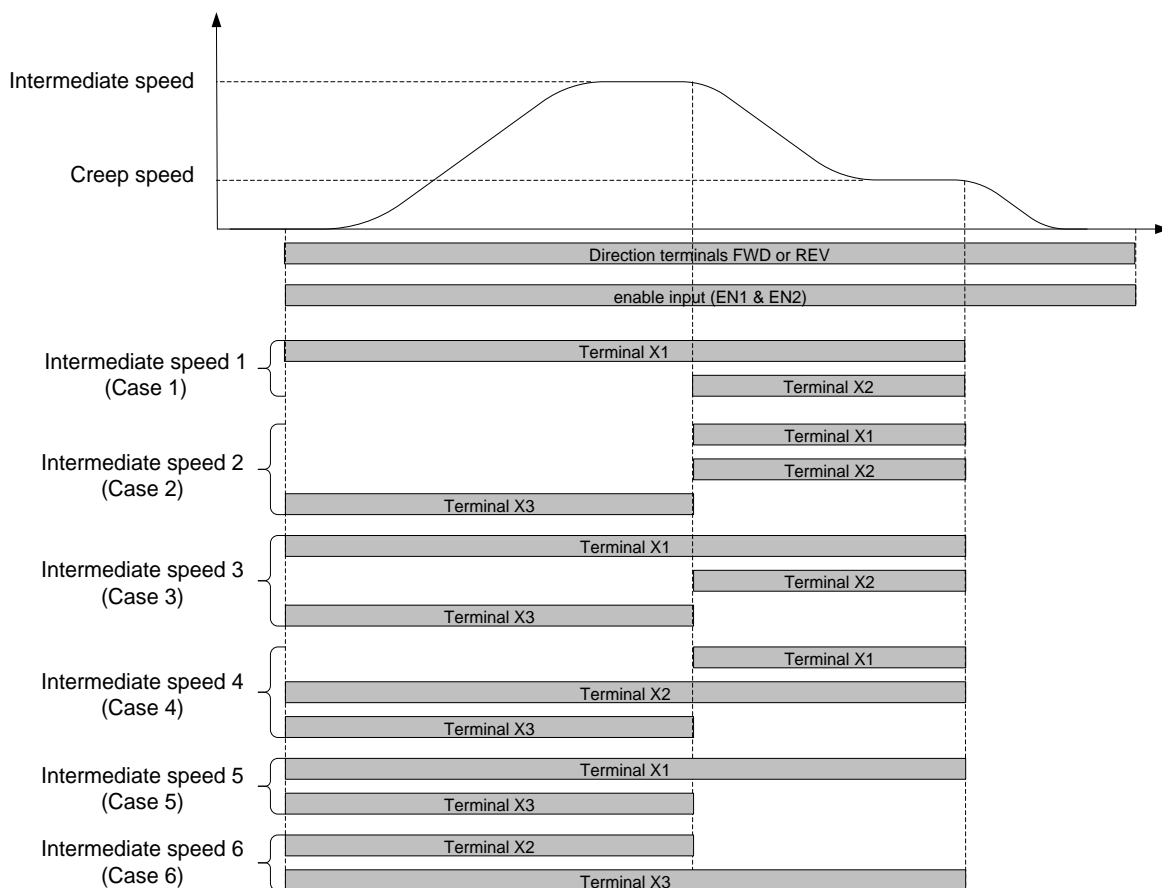 Intermediate speed
Creep speed
Direction terminals FWD or REV
enable input (EN1 & EN2)
Intermediate speed 1
(Case 1)
Terminal X1
Terminal X2
Intermediate speed 2
(Case 2)
Terminal X1
Terminal X2
Terminal X3
Intermediate speed 3
(Case 3)
Terminal X1
Terminal X2
Terminal X3
Intermediate speed 4
(Case 4)
Terminal X1
Terminal X2
Terminal X3
Intermediate speed 5
(Case 5)
Terminal X1
Terminal X3
Intermediate speed 6
(Case 6)
Terminal X2
Terminal X3